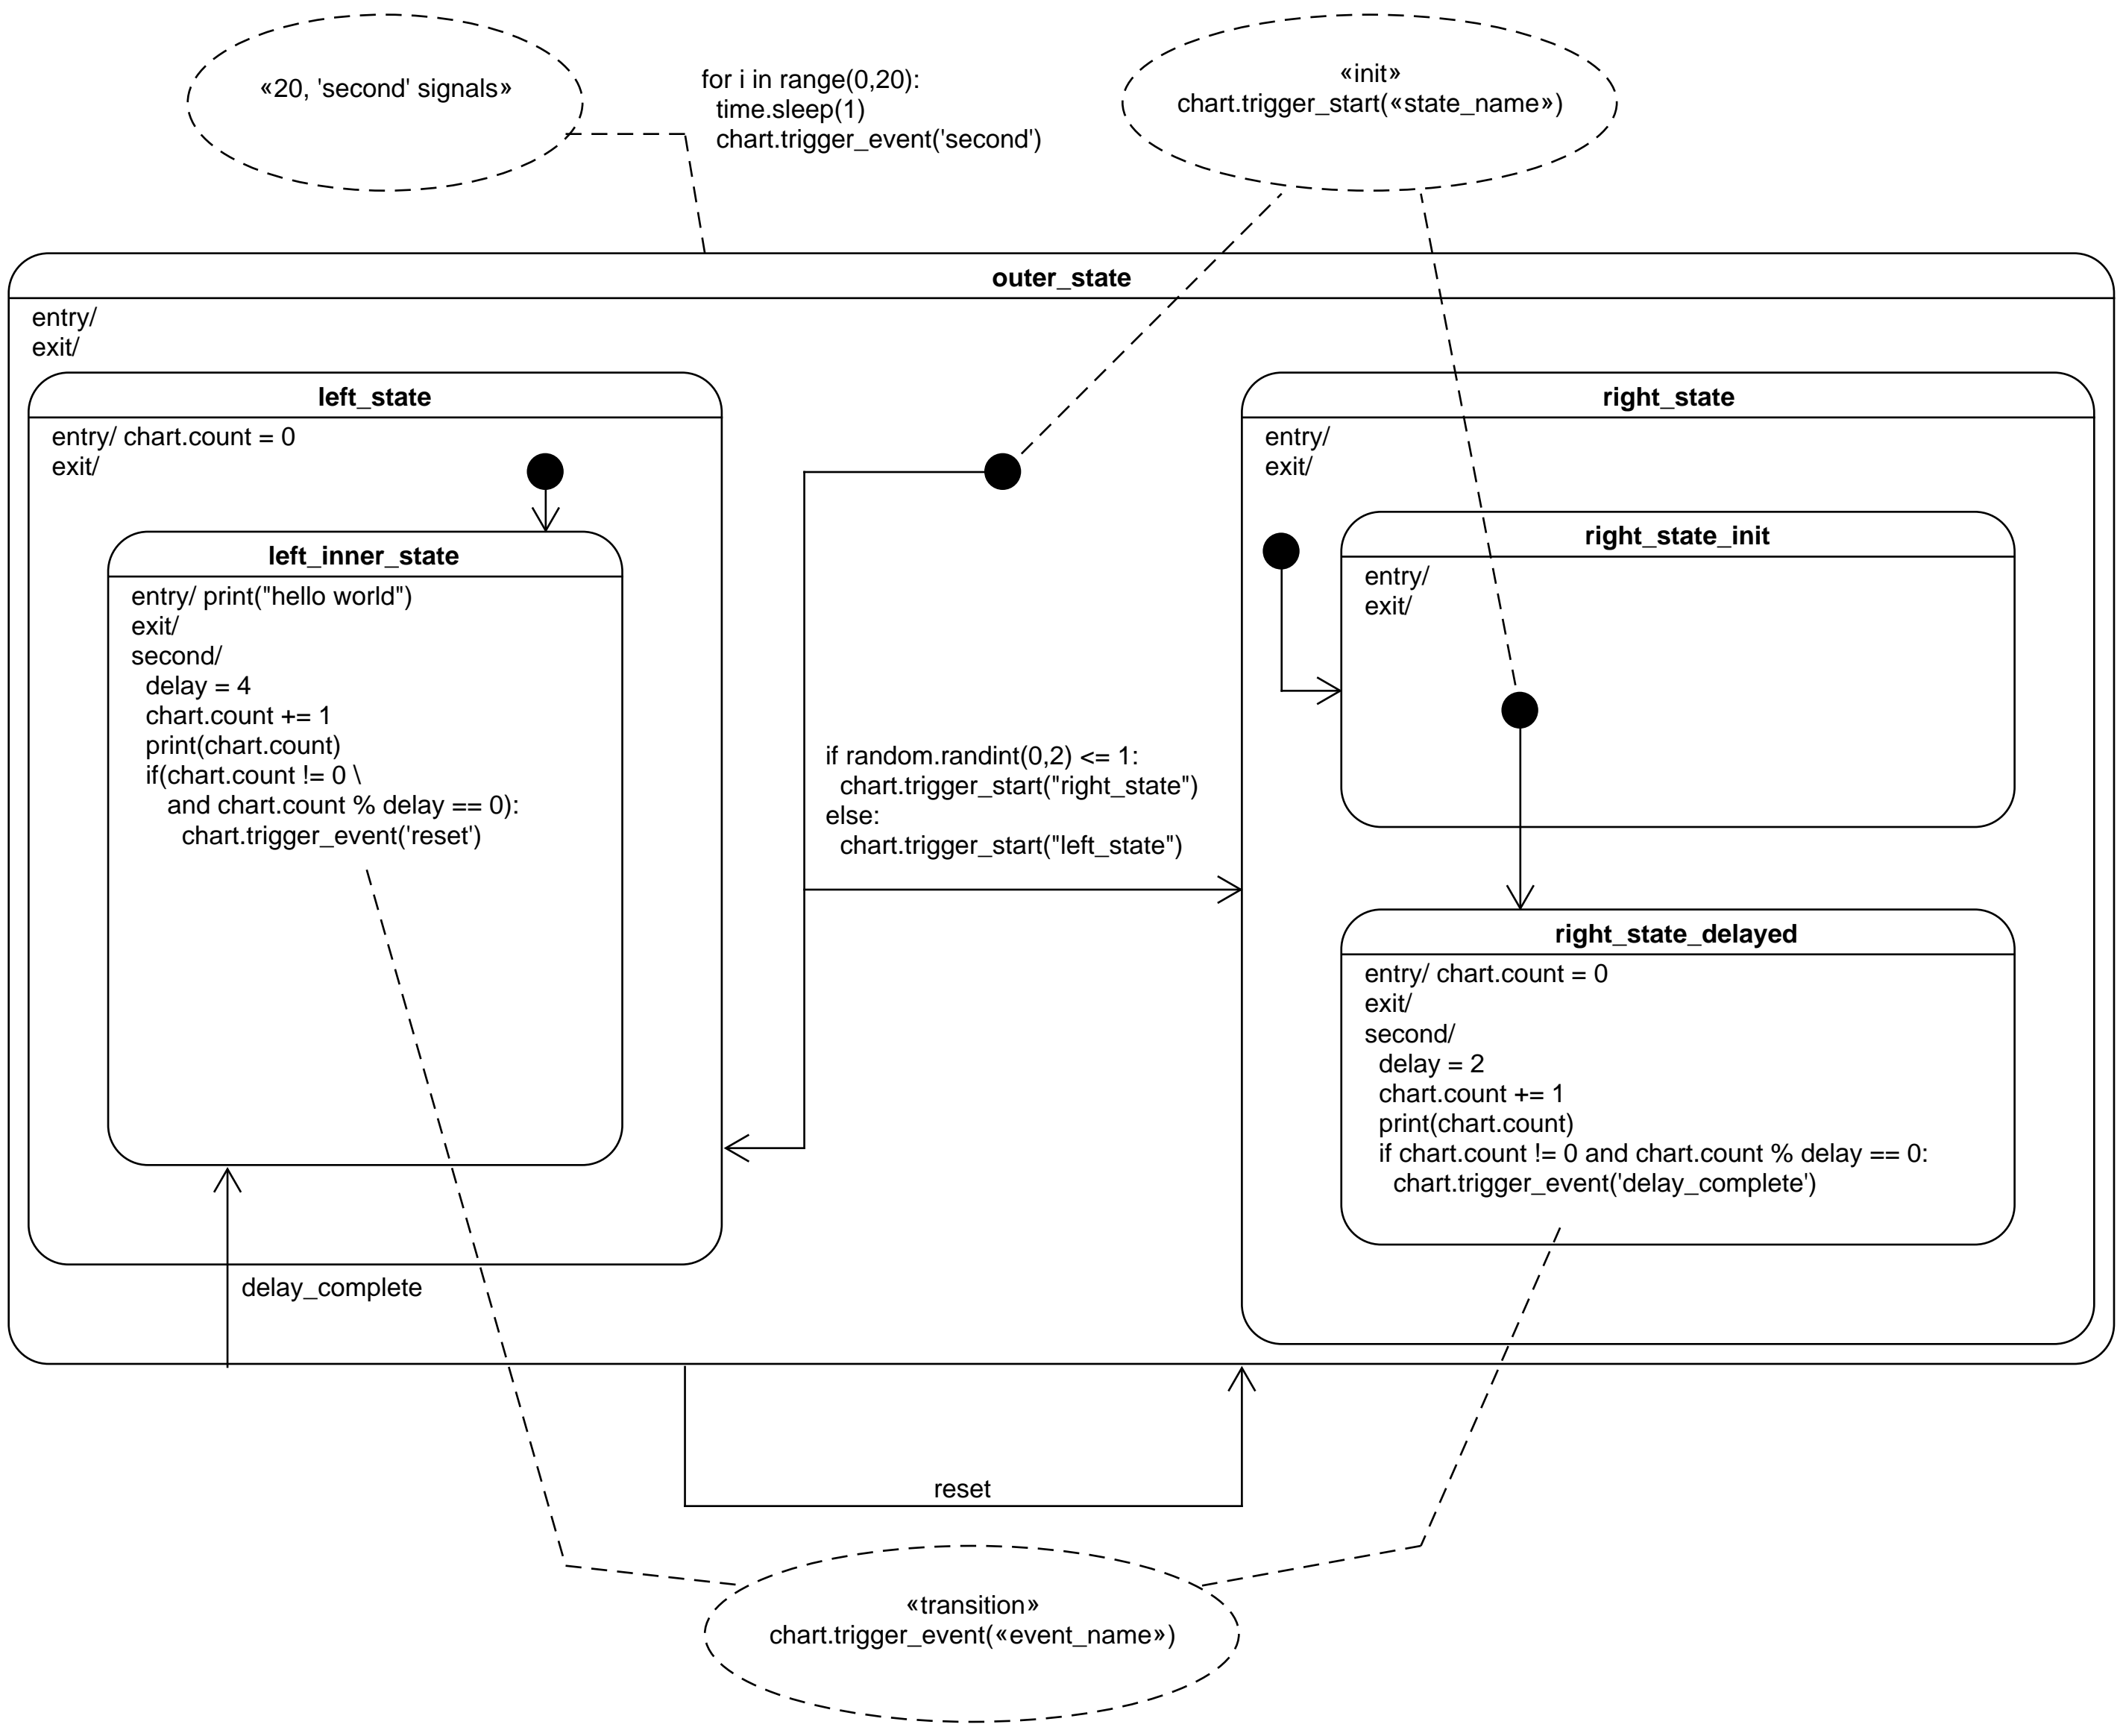 «20, 'second' signals»
for i in range(0,20):
  time.sleep(1)
  chart.trigger_event('second')
«init»
chart.trigger_start(«state_name»)
outer_state
entry/
exit/
left_state
entry/ chart.count = 0
exit/
left_inner_state
entry/ print("hello world")
exit/
second/
  delay = 4
  chart.count += 1
  print(chart.count)
  if(chart.count != 0 \
     and chart.count % delay == 0):
       chart.trigger_event('reset')
delay_complete
if random.randint(0,2) <= 1:
  chart.trigger_start("right_state")
else:
  chart.trigger_start("left_state")
right_state
entry/
exit/
right_state_init
entry/
exit/
right_state_delayed
entry/ chart.count = 0
exit/
second/
  delay = 2
  chart.count += 1
  print(chart.count)
  if chart.count != 0 and chart.count % delay == 0:
    chart.trigger_event('delay_complete')
reset
«transition»
chart.trigger_event(«event_name»)